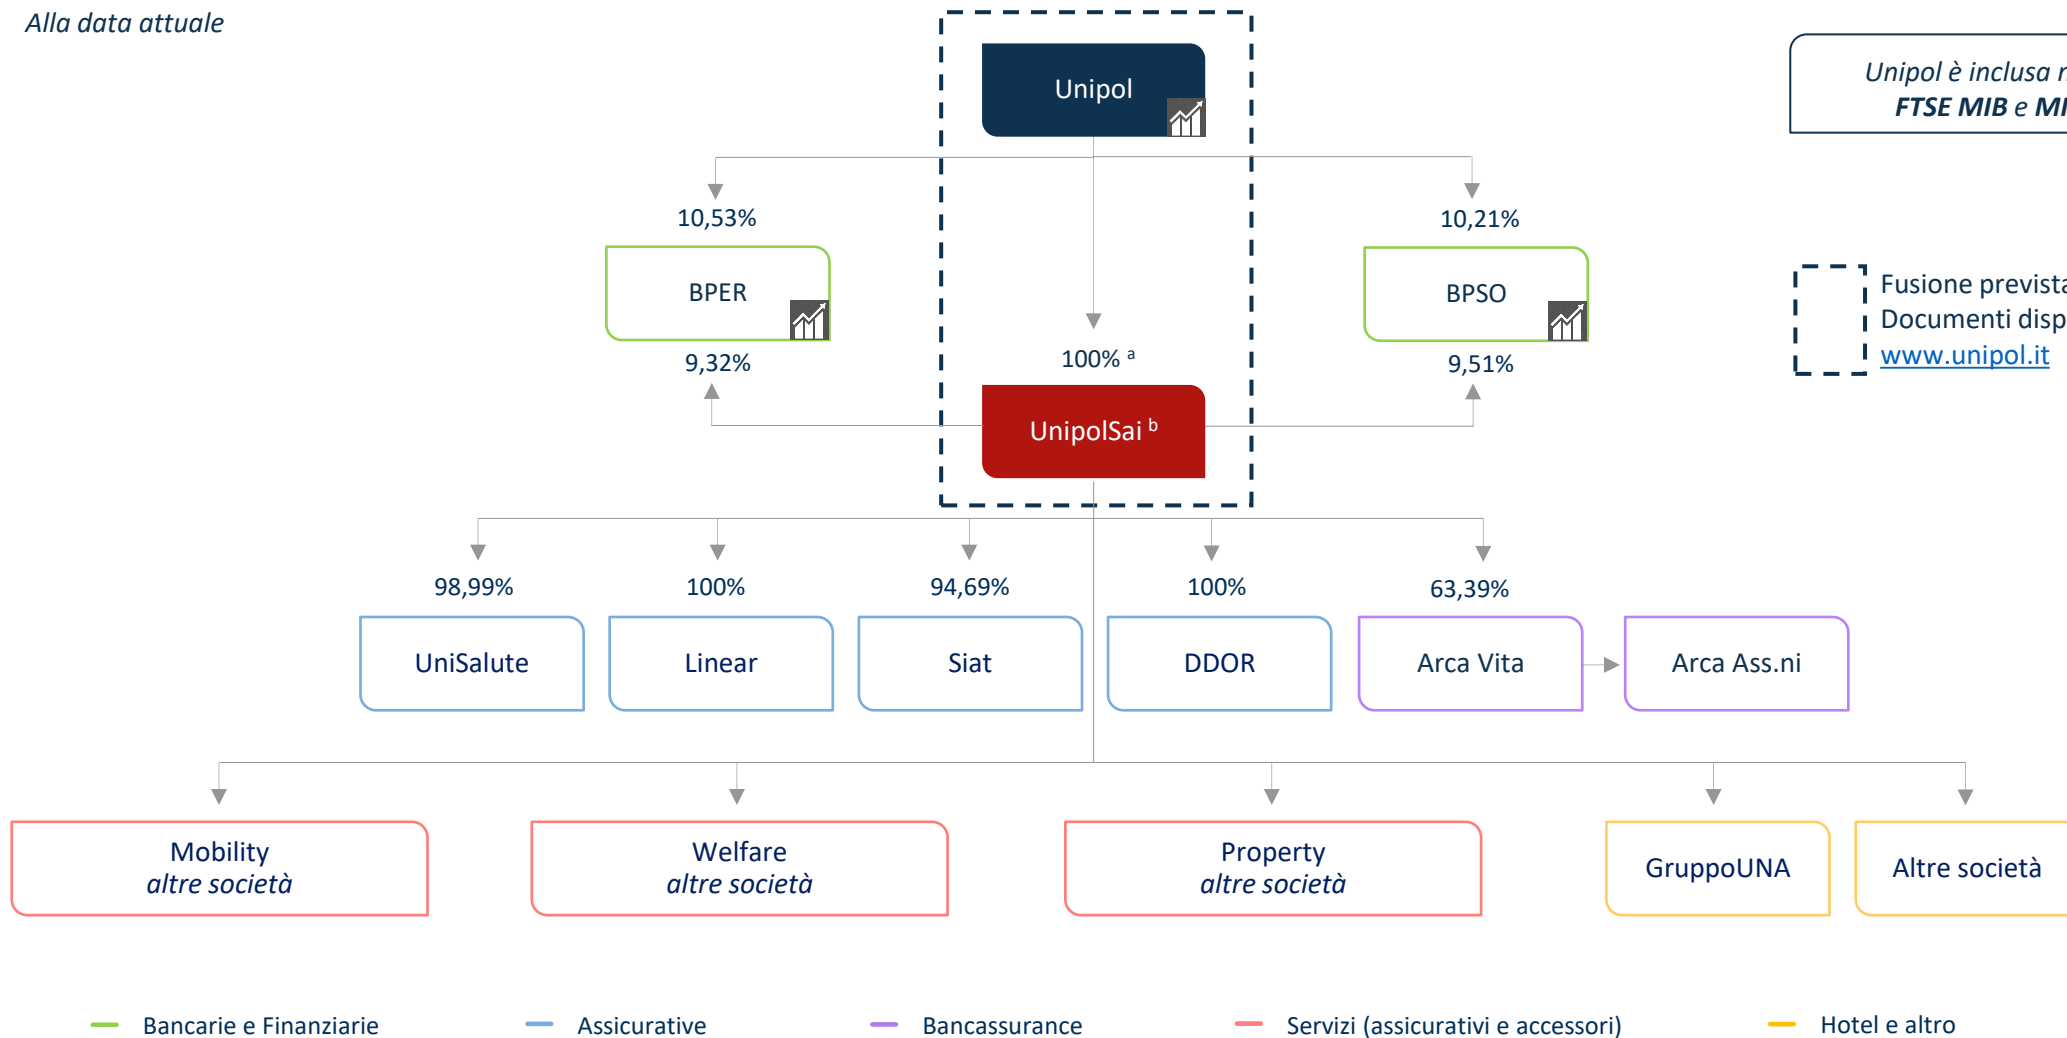 Alla data attuale
Unipol
Unipol è inclusa
FTSE MIB e
10,53%
10,21%
BPER
BPSO
Fusione prevista
Documenti
www.unipol.it
9,32%
100% a
9,51%
UnipolSai b
98,99%
100%
94,69%
100%
63,39%
UniSalute
Linear
Siat
DDOR
Arca Vita
Arca Ass.ni
Mobility
altre società
Welfare
altre società
Property
altre società
GruppoUNA
Altre società
Bancarie e Finanziarie
Assicurative
Bancassurance
Servizi (assicurativi e accessori)
Hotel e altro